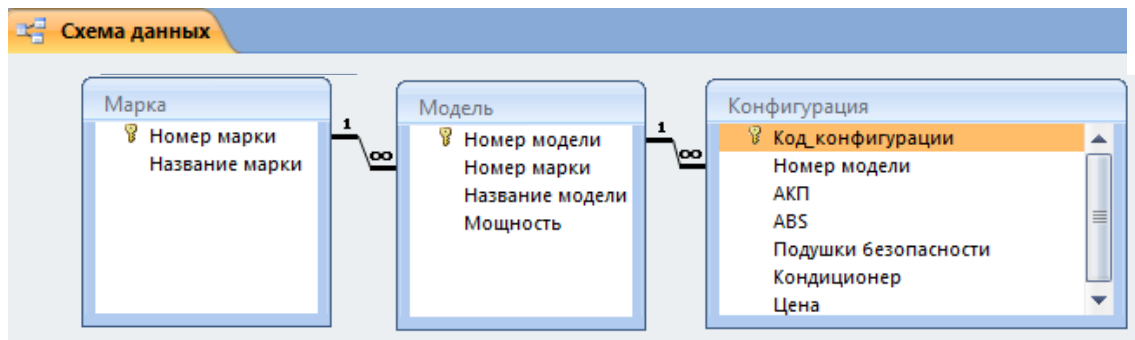 Схема данных
Марка
Номер марки
Название марки
1
∞
Модель
Номер модели
Номер марки
Название модели
Мощность
1
∞
Конфигурация
Код_конфигурации
Номер модели
АКП
ABS
Подушки безопасности
Кондиционер
Цена